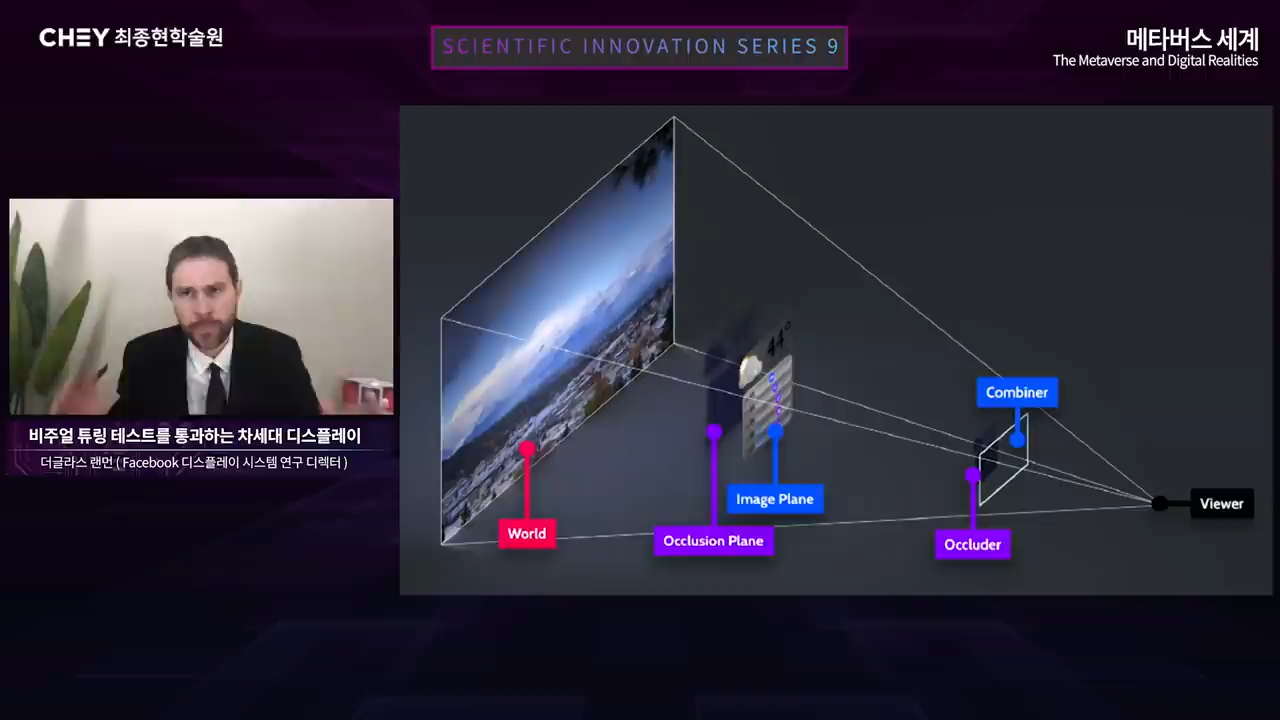 CHEY 최종현학술원
SCIENTIFIC INNOVATION SERIES 9
메타버스 세계
The Metaverse and Digital Realities
44°
Combiner
Image Plane
Viewer
World
Occlusion Plane
Occluder
비주얼 튜링 테스트를 통과하는 차세대 디스플레이
더글라스 랜먼 ( Facebook 디스플레이 시스템 연구 디렉터 )